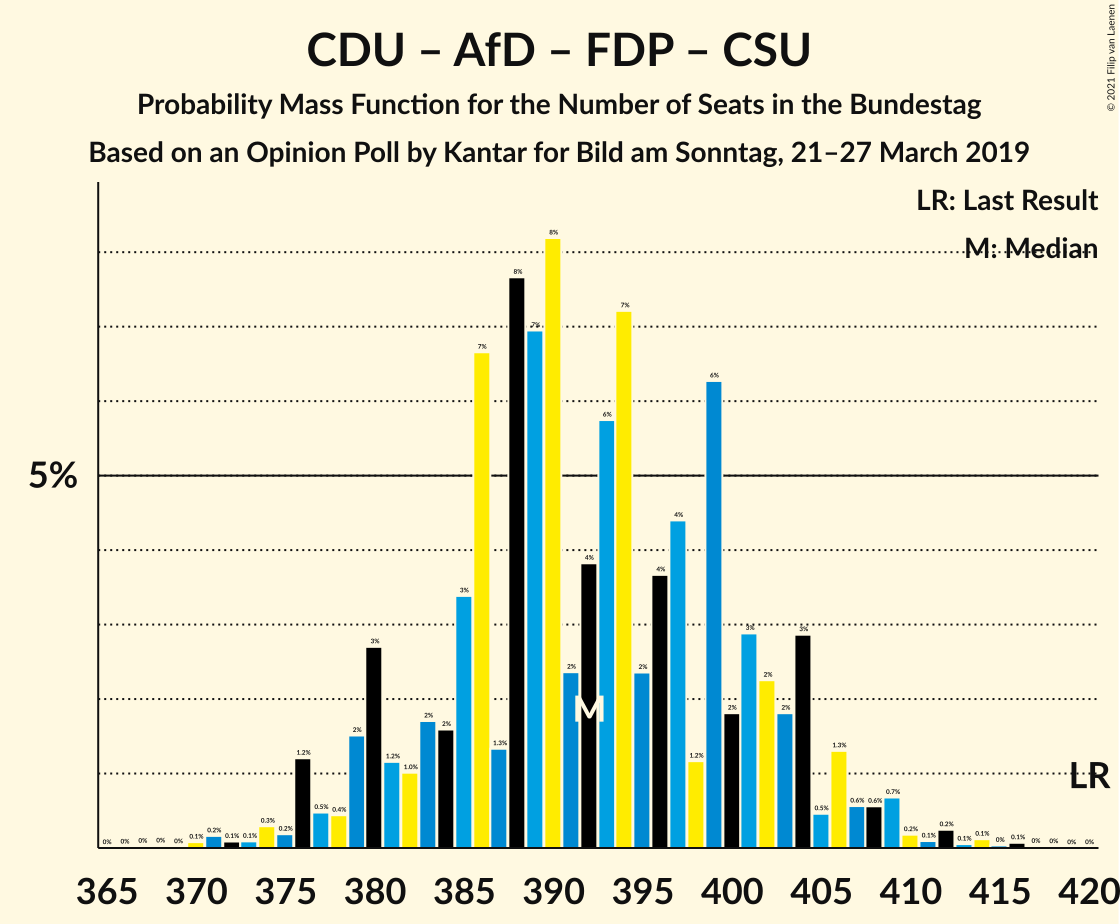 CDU – AfD – FDP – CSU
Probability Mass Function for the Number of Seats in the Bundestag
Based on an Opinion Poll by Kantar for Bild am Sonntag, 21–27 March 2019
© 2021 Filip van Laenen
LR: Last Result
M: Median
5%
0% 0% 0% 0% 0% 0.1% 0.2% 0.1% 0.1% 0.3% 0.2% 1.2% 0.5% 0.4% 2% 3% 1.2% 1.0% 2% 2% 3% 7% 1.3% 8% 7% 8% 2% 4% 6% 7% 2% 4% 4% 1.2% 6% 2% 3% 2% 2% 3% 0.5% 1.3% 0.6% 0.6% 0.7% 0.2% 0.1% 0.2% 0.1% 0.1% 0% 0.1% 0% 0% 0% 0%
M
LR
365 370 375 380 385 390 395 400 405 410 415 420